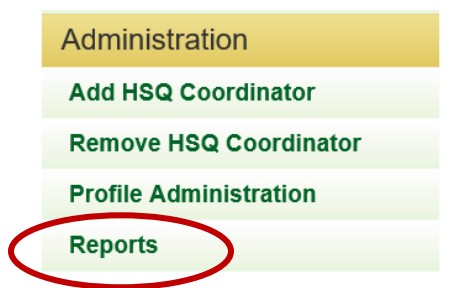 Administration
Add HSQ Coordinator
Remove HSQ Coordinator
Profile Administration
Reports